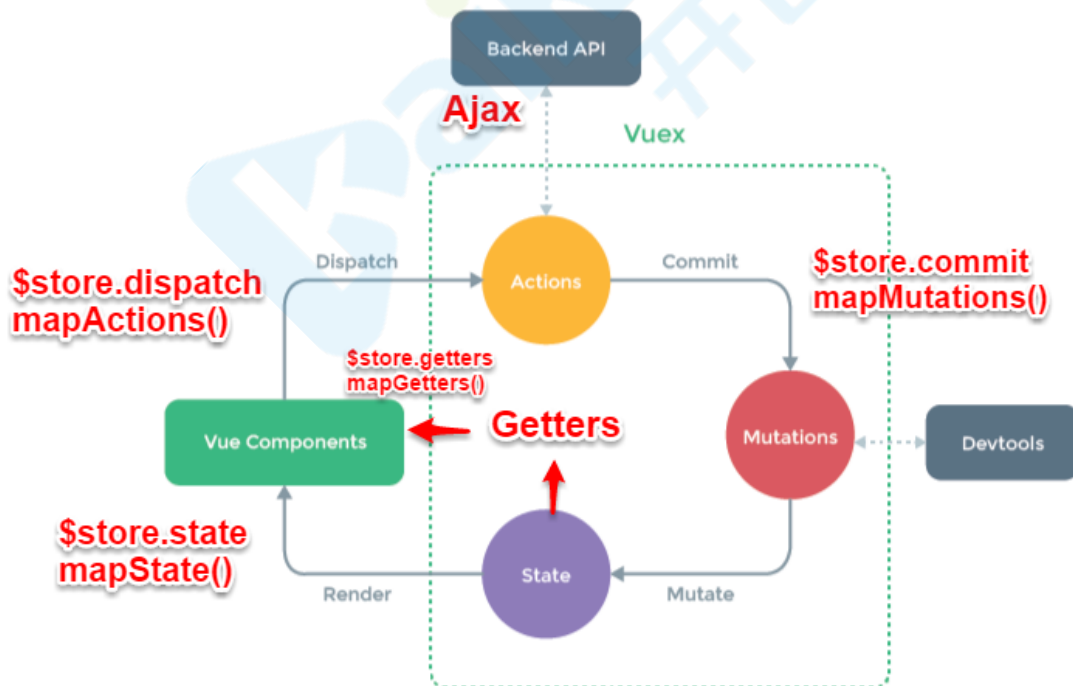 Backend API
Ajax
Vuex
Dispatch
Actions
Commit
$store.dispatch
mapActions()
$store.commit
mapMutations()
$store.getters
mapGetters()
Getters
Vue Components
Mutations
Devtools
$store.state
mapState()
State
Render
Mutate